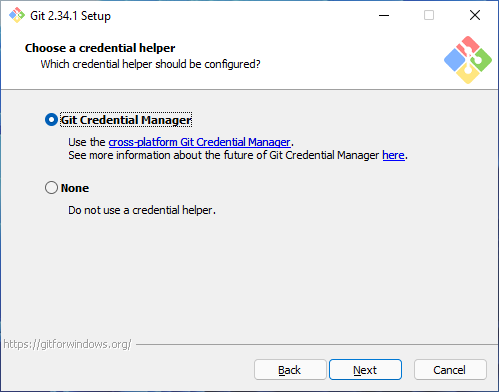 Git 2.34.1 Setup
Choose a credential helper
Which credential helper should be configured?
Git Credential Manager
Use the cross-platform Git Credential Manager.
See more information about the future of Git Credential Manager here.
None
Do not use a credential helper.
https://gitforwindows.org/
Back Next Cancel